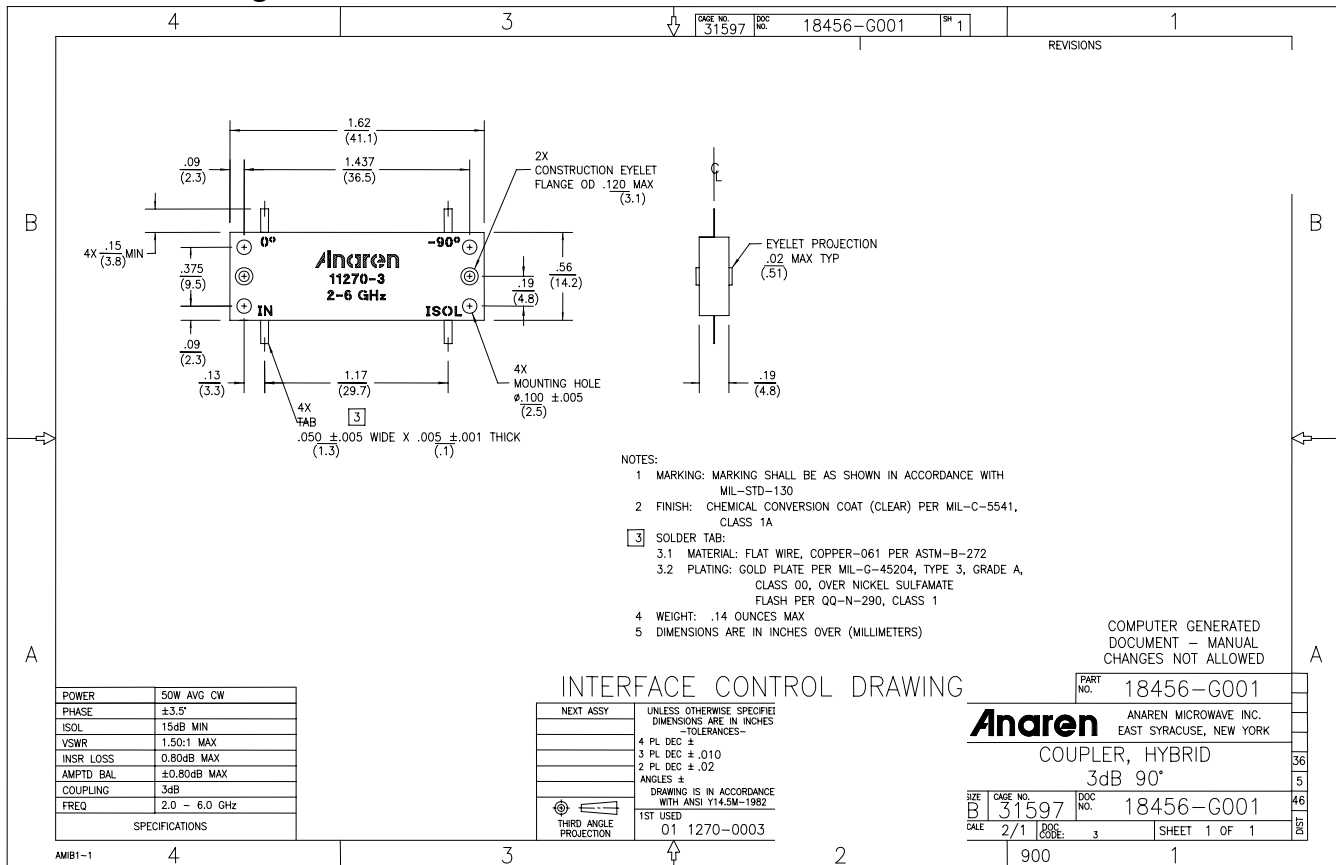 4
3
CAGE NO. 31597
DOC NO. 18456-G001
SH 1
1
REVISIONS
1.62
(41.1)
.09
(2.3)
1.437
(36.5)
2X
CONSTRUCTION EYELET
FLANGE OD .120 MAX
(3.1)
℄
B
B
4X .15 MIN
(3.8)
0°
-90°
Anaren
11270-3
2-6 GHz
IN
ISOL
.375
(9.5)
.19
(4.8)
.56
(14.2)
EYELET PROJECTION
.02 MAX TYP
(.51)
.09
(2.3)
.13
(3.3)
1.17
(29.7)
4X
MOUNTING HOLE
ø.100 ±.005
(2.5)
.19
(4.8)
4X
TAB
3
.050 ±.005 WIDE X .005 ±.001 THICK
(1.3) (.1)
NOTES:
1 MARKING: MARKING SHALL BE AS SHOWN IN ACCORDANCE WITH
MIL-STD-130
2 FINISH: CHEMICAL CONVERSION COAT (CLEAR) PER MIL-C-5541,
CLASS 1A
3 SOLDER TAB:
3.1 MATERIAL: FLAT WIRE, COPPER-061 PER ASTM-B-272
3.2 PLATING: GOLD PLATE PER MIL-G-45204, TYPE 3, GRADE A,
CLASS 00, OVER NICKEL SULFAMATE
FLASH PER QQ-N-290, CLASS 1
4 WEIGHT: .14 OUNCES MAX
5 DIMENSIONS ARE IN INCHES OVER (MILLIMETERS)
COMPUTER GENERATED
DOCUMENT - MANUAL
CHANGES NOT ALLOWED
A
A
INTERFACE CONTROL DRAWING
PART NO. 18456-G001
POWER 50W AVG CW
PHASE ±3.5°
ISOL 15dB MIN
VSWR 1.50:1 MAX
INSR LOSS 0.80dB MAX
AMPTD BAL ±0.80dB MAX
COUPLING 3dB
FREQ 2.0 - 6.0 GHz
SPECIFICATIONS
NEXT ASSY
THIRD ANGLE
PROJECTION
UNLESS OTHERWISE SPECIFIE
DIMENSIONS ARE IN INCHES
-TOLERANCES-
4 PL DEC ±
3 PL DEC ± .010
2 PL DEC ± .02
ANGLES ±
DRAWING IS IN ACCORDANCE
WITH ANSI Y14.5M-1982
1ST USED
01 1270-0003
Anaren
ANAREN MICROWAVE INC.
EAST SYRACUSE, NEW YORK
COUPLER, HYBRID
3dB 90°
SIZE B
CAGE NO. 31597
DOC NO. 18456-G001
CALE 2/1
DOC CODE: 3
SHEET 1 OF 1
36
5
46
DIST
AMIB1-1
4
3
2
900
1